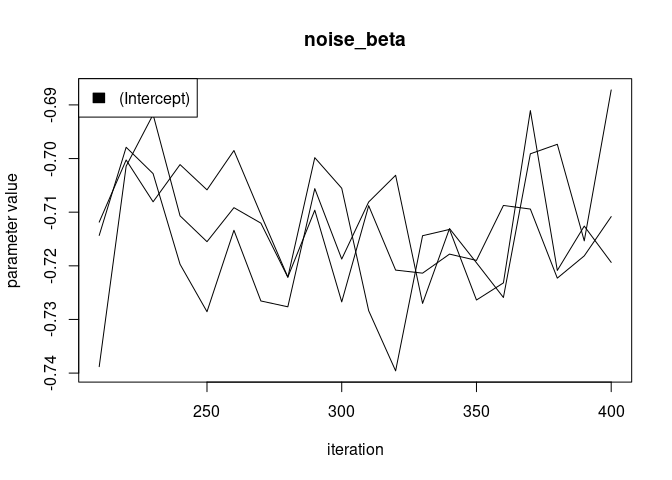 noise_beta
(Intercept)
parameter value
-0.69
-0.70
-0.71
-0.72
-0.73
-0.74
250 300 350 400
iteration